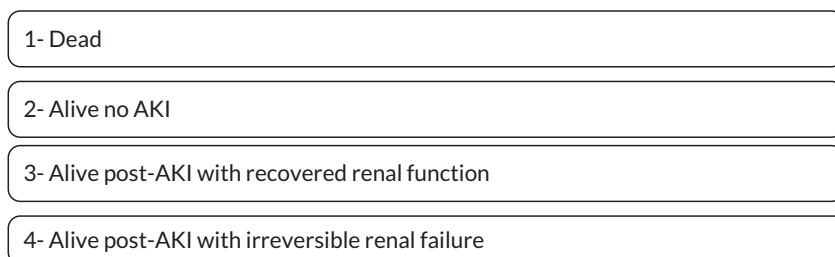 1- Dead
2- Alive no AKI
3- Alive post-AKI with recovered renal function
4- Alive post-AKI with irreversible renal failure